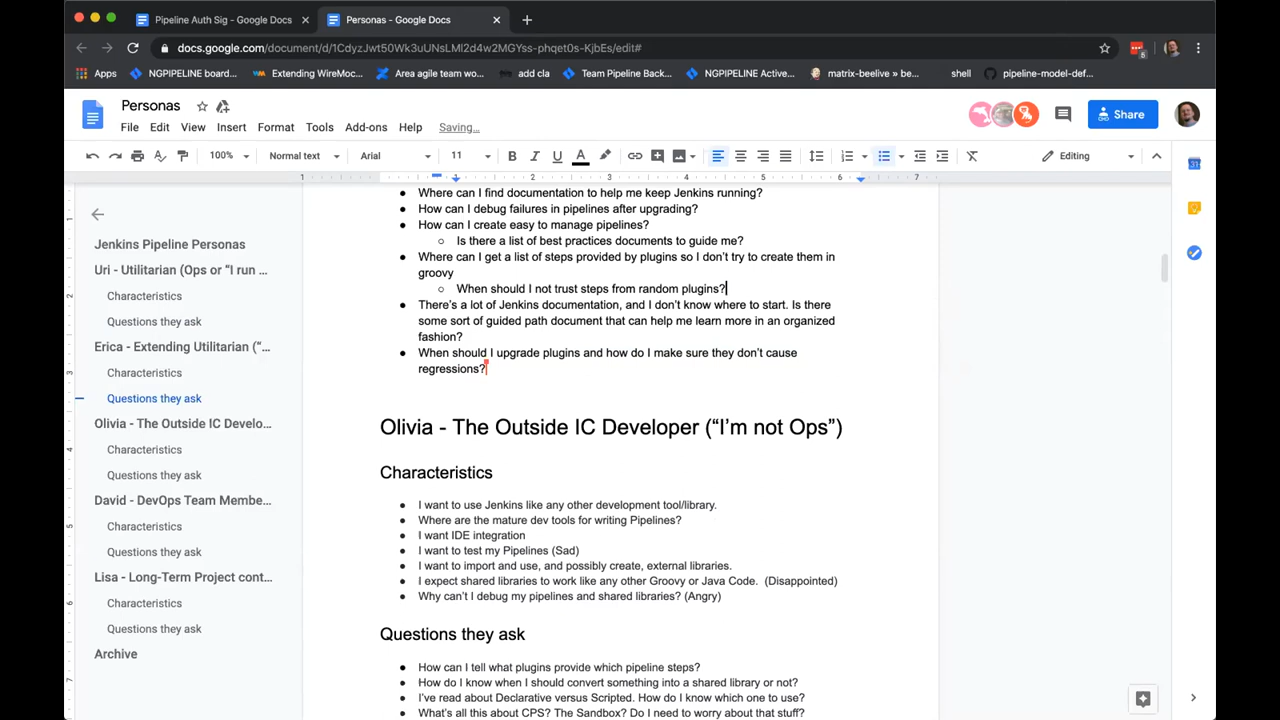 Pipeline Auth Sig - Google Docs
Personas - Google Docs
docs.google.com/document/d/1CdyzJwt50Wk3uUNsLMl2d4w2MGYss-phqet0s-KjbEs/edit#
Apps
NGPIPELINE board...
Extending WireMoc...
Area agile team wo...
add cla
Team Pipeline Back...
NGPIPELINE Active...
matrix-beelive » be...
shell
pipeline-model-def...
Personas
File Edit View Insert Format Tools Add-ons Help Saving...
Share
100% Normal text Arial 11 B I U A Editing
1 1 2 3 4 5 6 7
Jenkins Pipeline Personas
Uri - Utilitarian (Ops or “I run ...
Characteristics
Questions they ask
Erica - Extending Utilitarian (“...
Characteristics
Questions they ask
Olivia - The Outside IC Develo...
Characteristics
Questions they ask
David - DevOps Team Membe...
Characteristics
Questions they ask
Lisa - Long-Term Project cont...
Characteristics
Questions they ask
Archive
Where can I find documentation to help me keep Jenkins running?
How can I debug failures in pipelines after upgrading?
How can I create easy to manage pipelines?
Is there a list of best practices documents to guide me?
Where can I get a list of steps provided by plugins so I don’t try to create them in
groovy
When should I not trust steps from random plugins?
There’s a lot of Jenkins documentation, and I don’t know where to start. Is there
some sort of guided path document that can help me learn more in an organized
fashion?
When should I upgrade plugins and how do I make sure they don’t cause
regressions?
Olivia - The Outside IC Developer (“I’m not Ops”)
Characteristics
I want to use Jenkins like any other development tool/library.
Where are the mature dev tools for writing Pipelines?
I want IDE integration
I want to test my Pipelines (Sad)
I want to import and use, and possibly create, external libraries.
I expect shared libraries to work like any other Groovy or Java Code. (Disappointed)
Why can’t I debug my pipelines and shared libraries? (Angry)
Questions they ask
How can I tell what plugins provide which pipeline steps?
How do I know when I should convert something into a shared library or not?
I’ve read about Declarative versus Scripted. How do I know which one to use?
What’s all this about CPS? The Sandbox? Do I need to worry about that stuff?